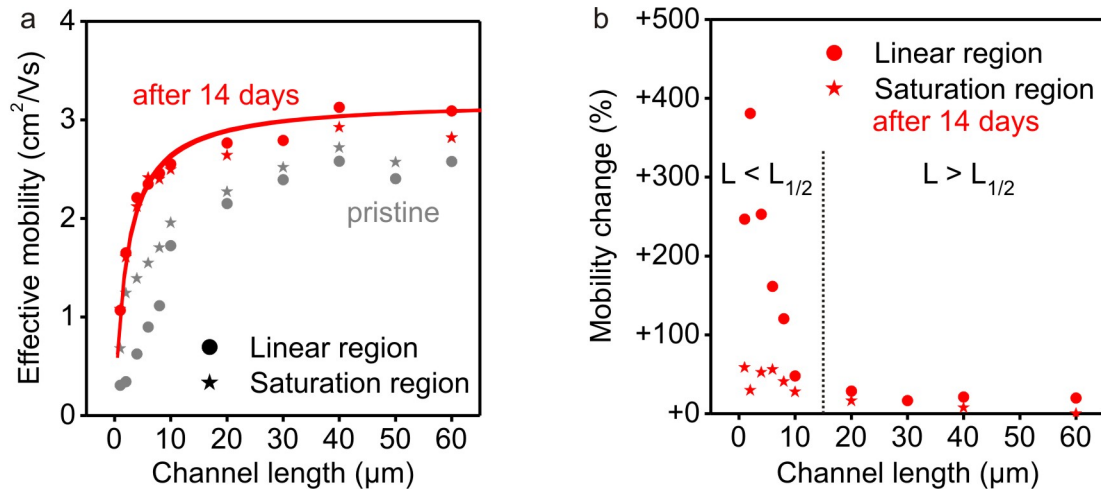 a
Effective mobility (cm²/Vs)
4
3
2
1
0
after 14 days
pristine
Linear region
Saturation region
0 10 20 30 40 50 60
Channel length (µm)
b
Mobility change (%)
+500
+400
+300
+200
+100
+0
Linear region
Saturation region
after 14 days
L < L1/2
L > L1/2
0 10 20 30 40 50 60
Channel length (µm)